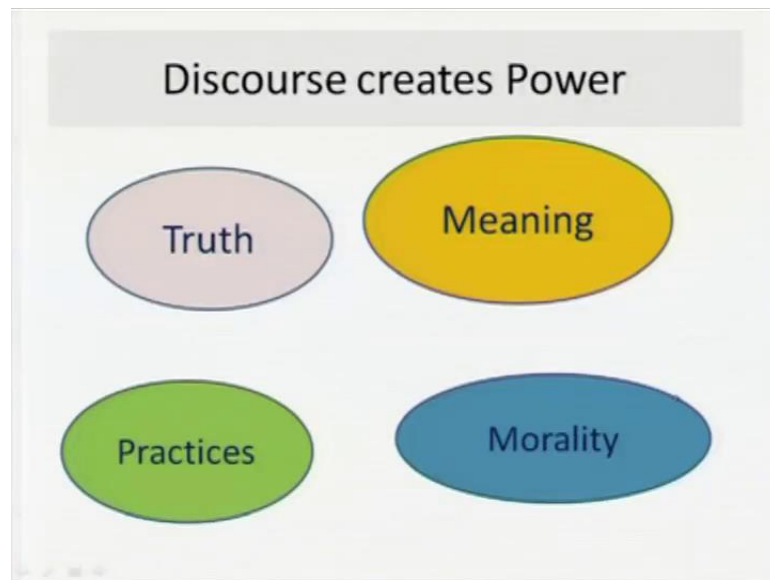 Discourse creates Power
Truth
Meaning
Practices
Morality